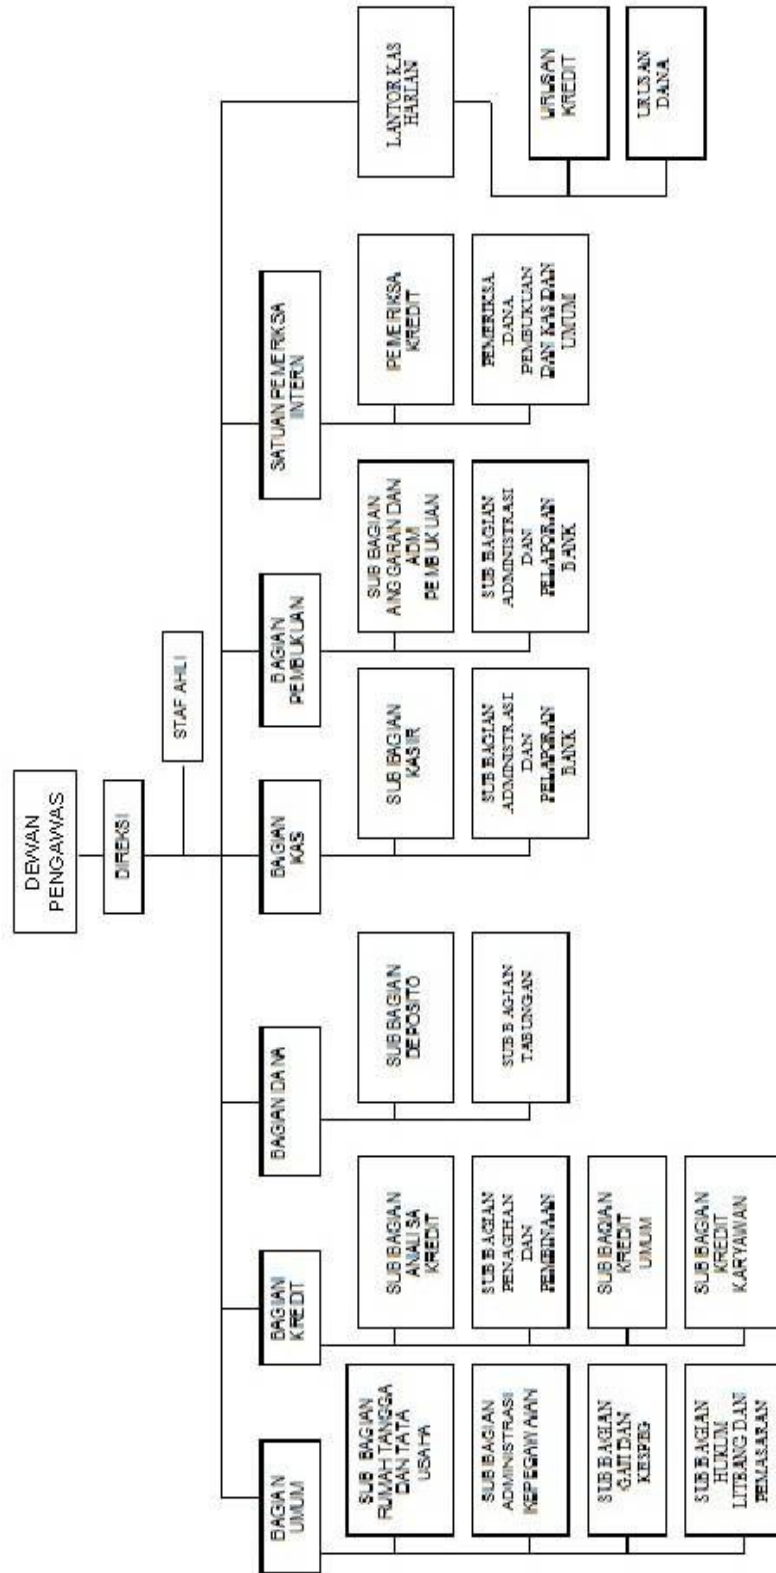 DEWAN
PENGAWAS
DIREKSI
STAF AHLI
BAGIAN
UMUM
BAGIAN
KREDIT
BAGIAN DANA
BAGIAN
KAS
BAGIAN
PEMBUKUAN
SATUAN PEMERIKSA
INTERN
LANTOR KAS
HARIAN
SUB BAGIAN
RUMAH TANGGA
DAN TATA
USAHA
SUB BAGIAN
ADMINISTRASI
KEPEGAWAIAN
SUB BAGIAN
GAJI DAN
KESPEG
SUB BAGIAN
HUKUM
LITBANG DAN
PEMASARAN
SUB BAGIAN
ANALISA
KREDIT
SUB BAGIAN
PENAGIHAN
DAN
PEMBINAAN
SUB BAGIAN
KREDIT
UMUM
SUB BAGIAN
KREDIT
KARYAWAN
SUB BAGIAN
DEPOSITO
SUB BAGIAN
TABUNGAN
SUB BAGIAN
KASIR
SUB BAGIAN
ADMINISTRASI
DAN
PELAPORAN
BANK
SUB BAGIAN
ANGGARAN DAN
ADM
PEMBUKUAN
SUB BAGIAN
ADMINISTRASI
DAN
PELAPORAN
BANK
PEMERIKSA
KREDIT
PEMERIKSA
DANA
PEMBUKUAN
DAN KAS DAN
UMUM
URUSAN
KREDIT
URUSAN
DANA